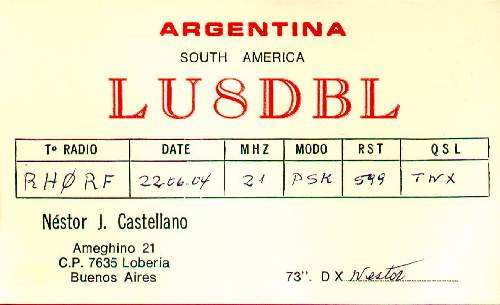 ARGENTINA
SOUTH AMERICA
LU8DBL
Tº RADIO DATE MHZ MODO RST QSL
RHØRF 22.06.04 21 PSK 599 TNX
Néstor J. Castellano
Ameghino 21
C.P. 7635 Loberia
Buenos Aires
73". DX Nestor